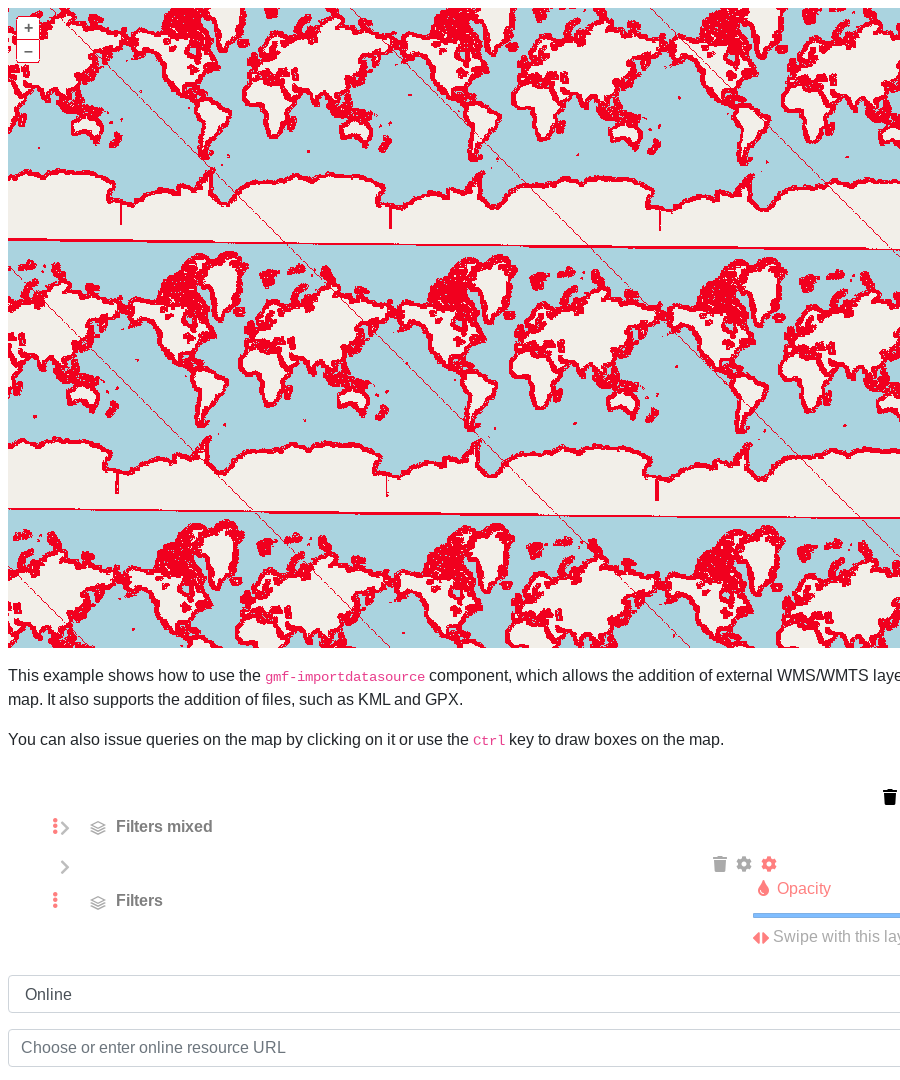 +
−
This example shows how to use the gmf-importdatasource component, which allows the addition of external WMS/WMTS laye
map. It also supports the addition of files, such as KML and GPX.
You can also issue queries on the map by clicking on it or use the Ctrl key to draw boxes on the map.
Filters mixed
Filters
Opacity
Swipe with this lay
Online
Choose or enter online resource URL